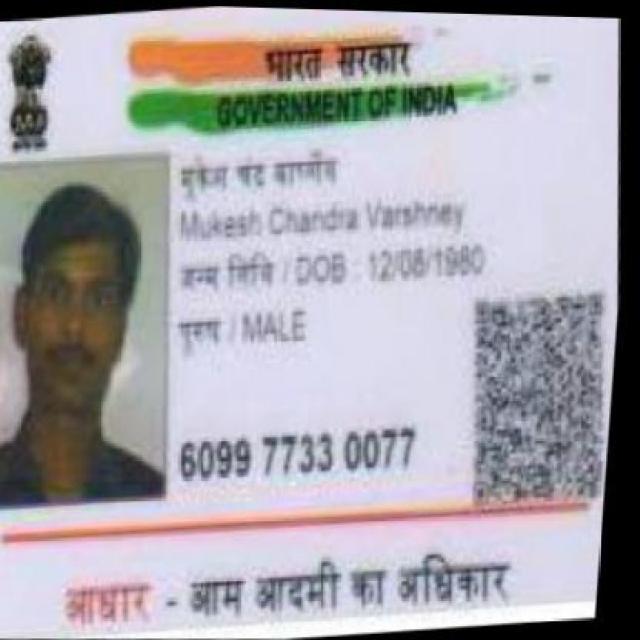 भारत सरकार
GOVERNMENT OF INDIA
Mukesh Chandra Varshney
जन्म तिथि / DOB : 12/08/1980
पुरुष / MALE
6099 7733 0077
आधार - आम आदमी का अधिकार